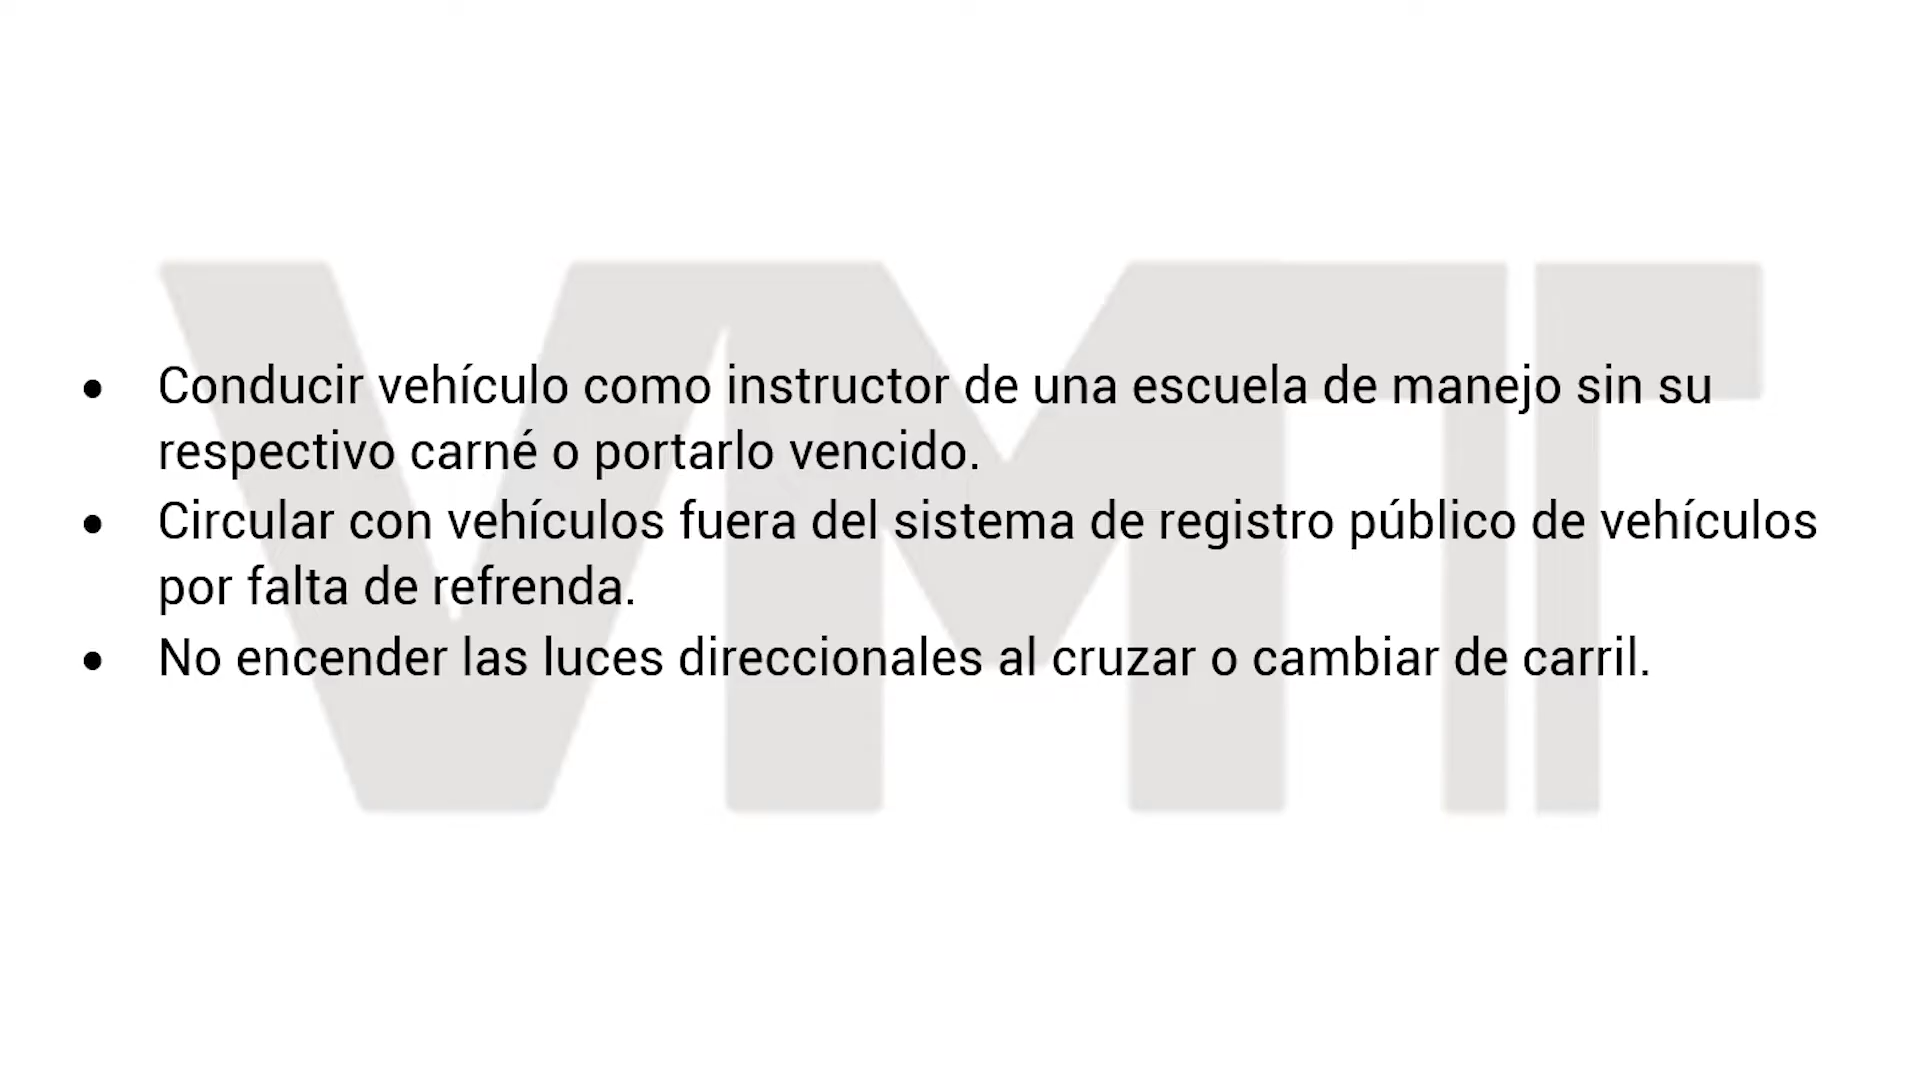 • Conducir vehículo como instructor de una escuela de manejo sin su
respectivo carné o portarlo vencido.
• Circular con vehículos fuera del sistema de registro público de vehículos
por falta de refrenda.
• No encender las luces direccionales al cruzar o cambiar de carril.
VMT